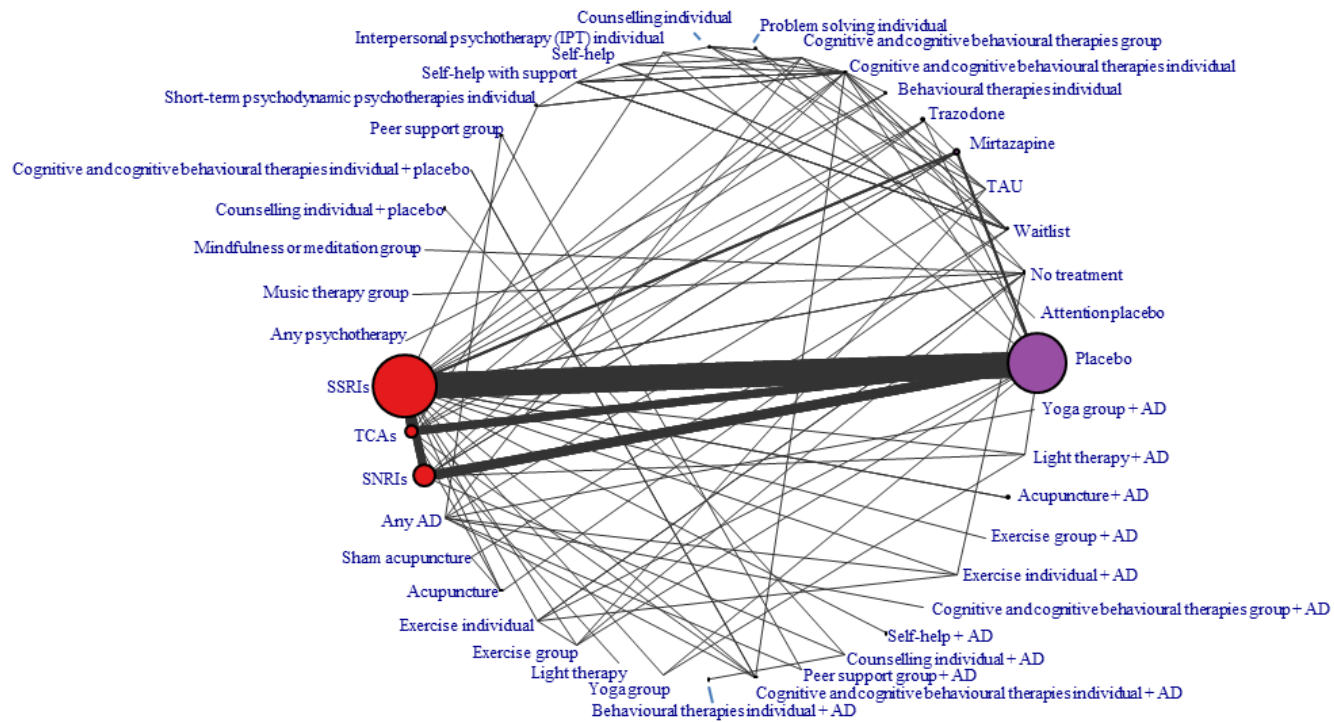 Counselling individual
Problem solving individual
Interpersonal psychotherapy (IPT) individual
Cognitive and cognitive behavioural therapies group
Self-help
Cognitive and cognitive behavioural therapies individual
Self-help with support
Behavioural therapies individual
Short-term psychodynamic psychotherapies individual
Trazodone
Peer support group
Mirtazapine
Cognitive and cognitive behavioural therapies individual + placebo
TAU
Counselling individual + placebo
Waitlist
Mindfulness or meditation group
No treatment
Music therapy group
Attention placebo
Any psychotherapy
Placebo
SSRIs
Yoga group + AD
TCAs
Light therapy + AD
SNRIs
Acupuncture + AD
Any AD
Exercise group + AD
Sham acupuncture
Exercise individual + AD
Acupuncture
Cognitive and cognitive behavioural therapies group + AD
Exercise individual
Self-help + AD
Exercise group
Counselling individual + AD
Light therapy
Peer support group + AD
Yoga group
Cognitive and cognitive behavioural therapies individual + AD
Behavioural therapies individual + AD